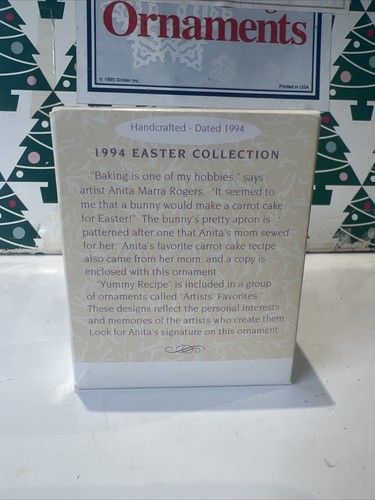 Ornaments
© 1993 Grolier Inc.
Printed in USA
Handcrafted - Dated 1994
1994 EASTER COLLECTION
"Baking is one of my hobbies," says
artist Anita Marra Rogers. "It seemed to
me that a bunny would make a carrot cake
for Easter!" The bunny's pretty apron is
patterned after one that Anita's mom sewed
for her. Anita's favorite carrot cake recipe
also came from her mom, and a copy is
enclosed with this ornament.
"Yummy Recipe" is included in a group
of ornaments called "Artists' Favorites."
These designs reflect the personal interests
and memories of the artists who create them.
Look for Anita's signature on this ornament.